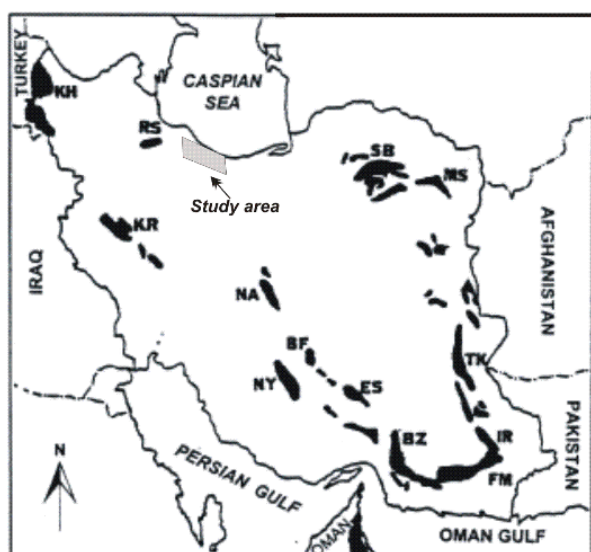 TURKEY
KH
CASPIAN
SEA
RS
SB
MS
Study area
KR
IRAQ
AFGHANISTAN
NA
BF
TK
NY
ES
BZ
IR
FM
PAKISTAN
N
PERSIAN GULF
OMAN
OMAN GULF